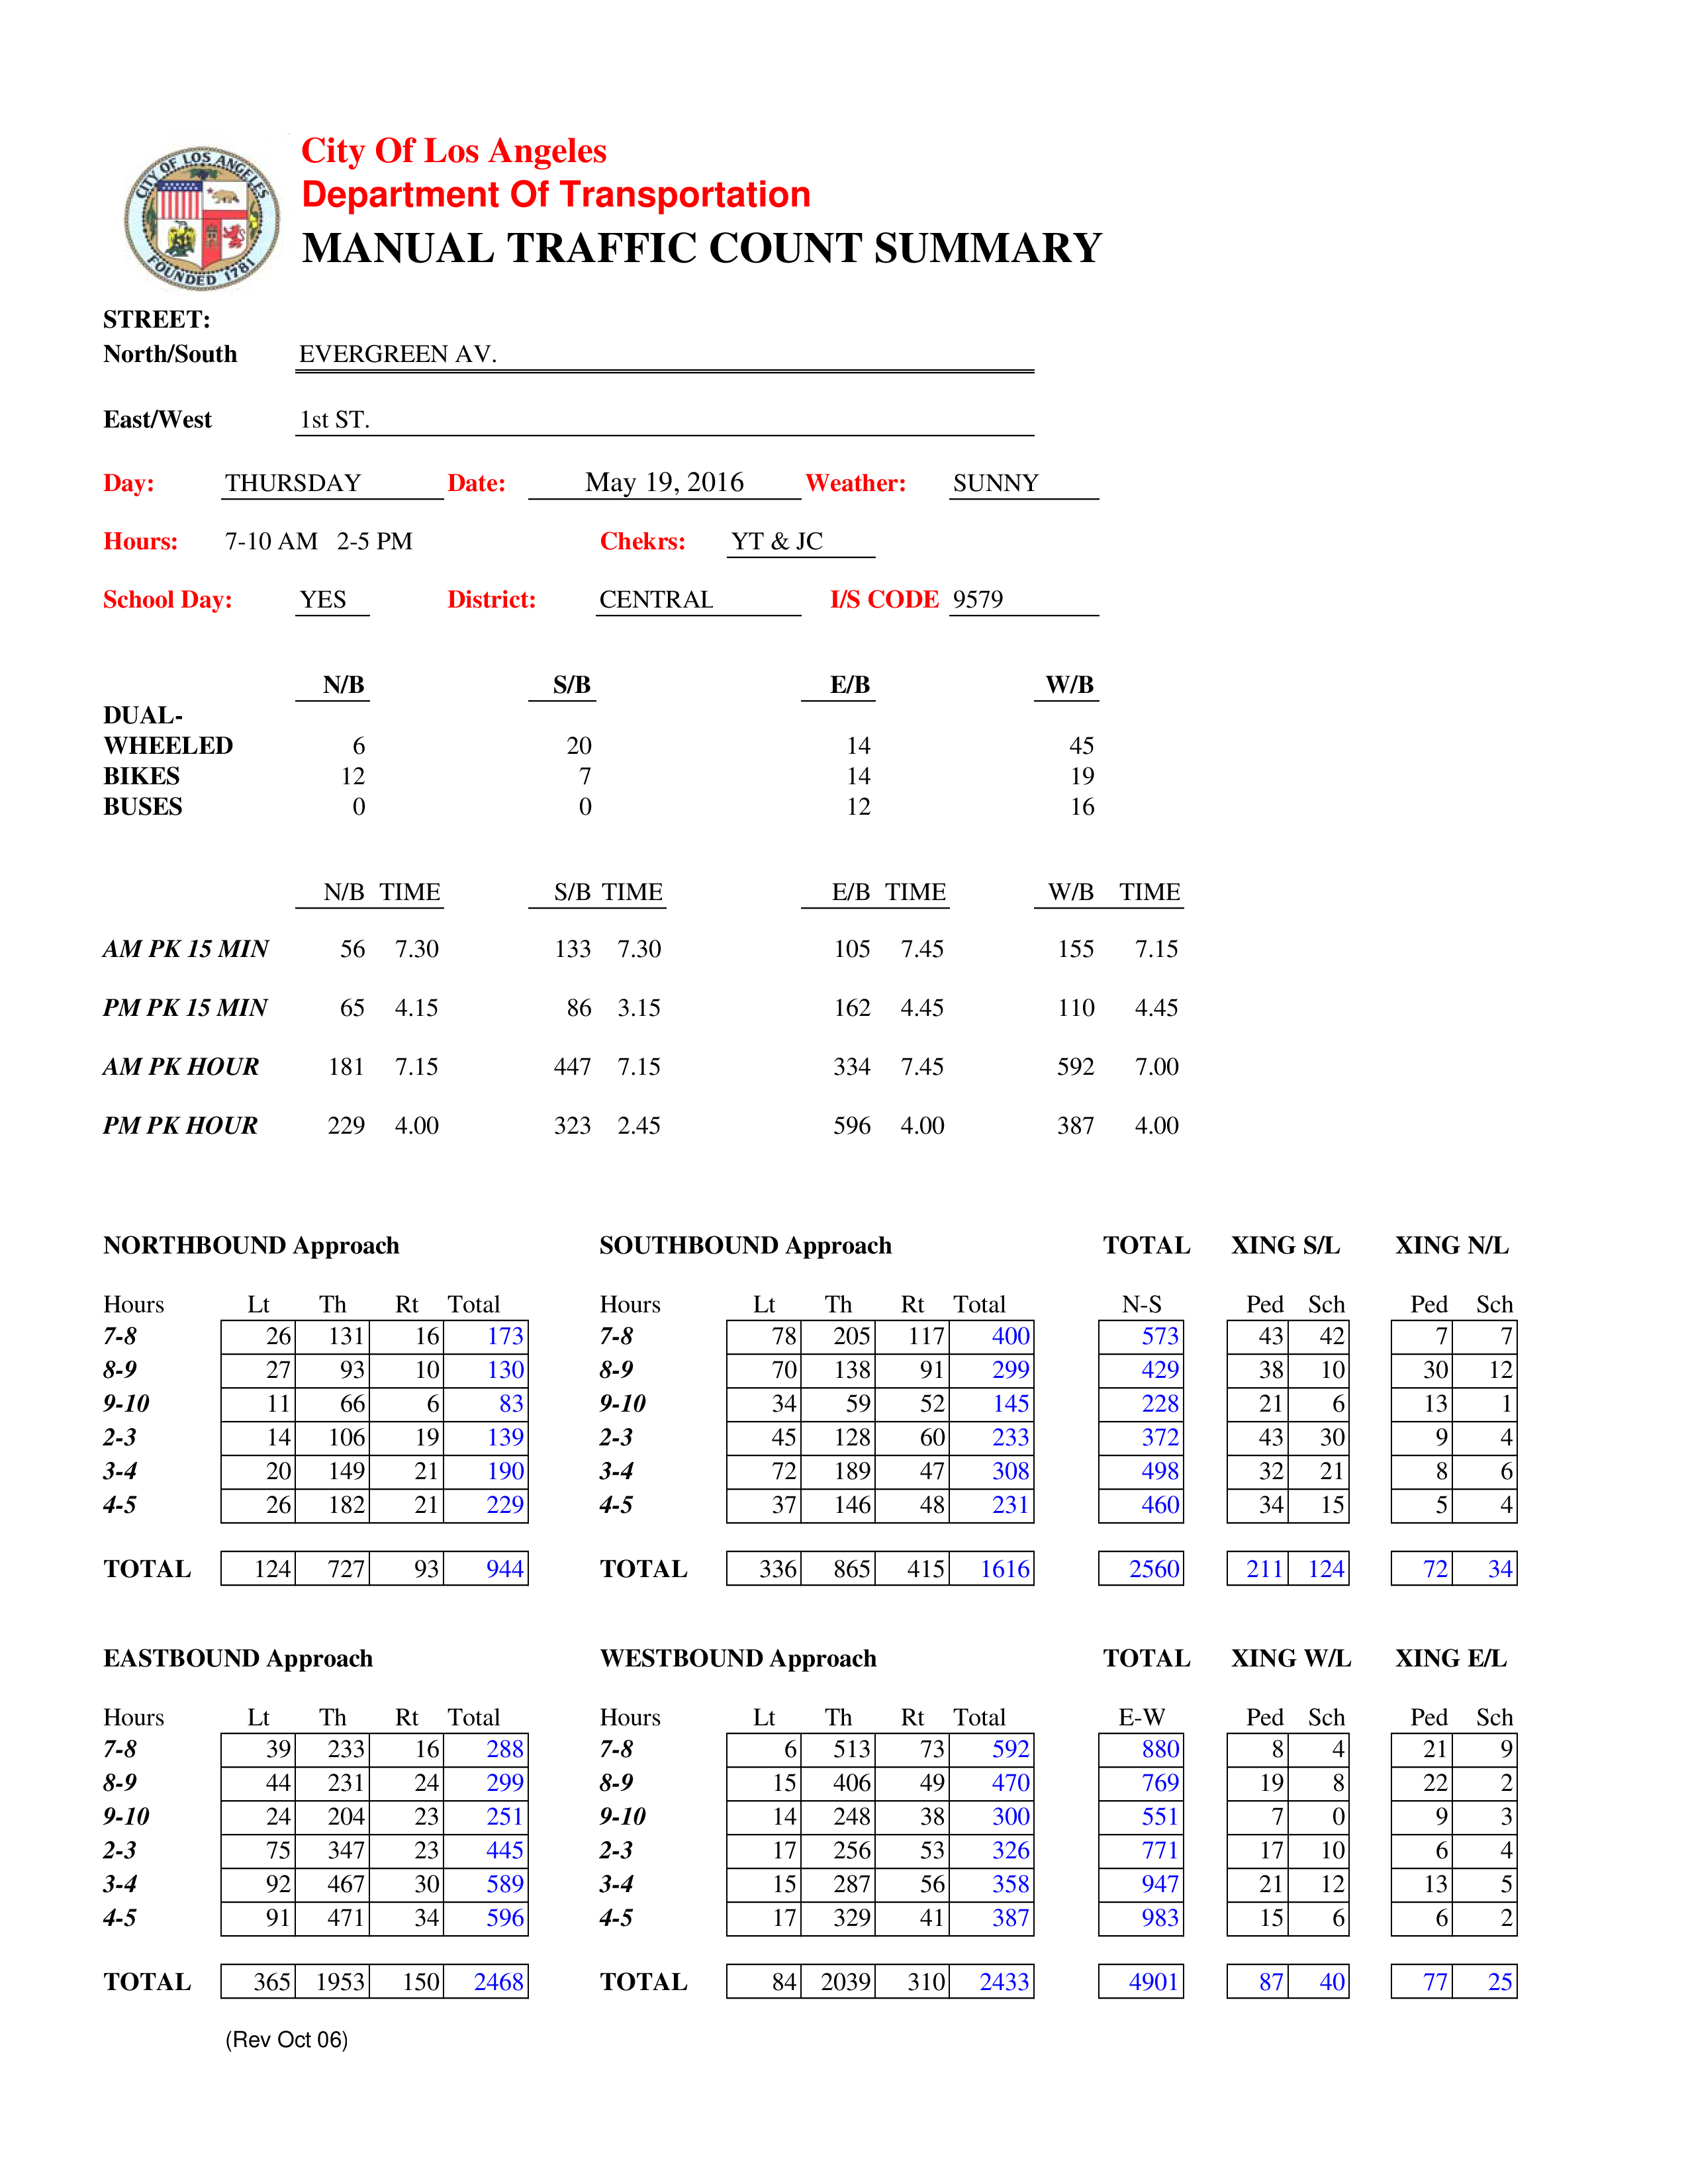 CITY OF LOS ANGELES
FOUNDED 1781
City Of Los Angeles
Department Of Transportation
MANUAL TRAFFIC COUNT SUMMARY
STREET:
North/South EVERGREEN AV.
East/West 1st ST.
Day: THURSDAY Date: May 19, 2016 Weather: SUNNY
Hours: 7-10 AM 2-5 PM Chekrs: YT & JC
School Day: YES District: CENTRAL I/S CODE 9579
N/B S/B E/B W/B
DUAL-
WHEELED 6 20 14 45
BIKES 12 7 14 19
BUSES 0 0 12 16
N/B TIME S/B TIME E/B TIME W/B TIME
AM PK 15 MIN 56 7.30 133 7.30 105 7.45 155 7.15
PM PK 15 MIN 65 4.15 86 3.15 162 4.45 110 4.45
AM PK HOUR 181 7.15 447 7.15 334 7.45 592 7.00
PM PK HOUR 229 4.00 323 2.45 596 4.00 387 4.00
NORTHBOUND Approach SOUTHBOUND Approach TOTAL XING S/L XING N/L
Hours Lt Th Rt Total Hours Lt Th Rt Total N-S Ped Sch Ped Sch
7-8 26 131 16 173 7-8 78 205 117 400 573 43 42 7 7
8-9 27 93 10 130 8-9 70 138 91 299 429 38 10 30 12
9-10 11 66 6 83 9-10 34 59 52 145 228 21 6 13 1
2-3 14 106 19 139 2-3 45 128 60 233 372 43 30 9 4
3-4 20 149 21 190 3-4 72 189 47 308 498 32 21 8 6
4-5 26 182 21 229 4-5 37 146 48 231 460 34 15 5 4
TOTAL 124 727 93 944 TOTAL 336 865 415 1616 2560 211 124 72 34
EASTBOUND Approach WESTBOUND Approach TOTAL XING W/L XING E/L
Hours Lt Th Rt Total Hours Lt Th Rt Total E-W Ped Sch Ped Sch
7-8 39 233 16 288 7-8 6 513 73 592 880 8 4 21 9
8-9 44 231 24 299 8-9 15 406 49 470 769 19 8 22 2
9-10 24 204 23 251 9-10 14 248 38 300 551 7 0 9 3
2-3 75 347 23 445 2-3 17 256 53 326 771 17 10 6 4
3-4 92 467 30 589 3-4 15 287 56 358 947 21 12 13 5
4-5 91 471 34 596 4-5 17 329 41 387 983 15 6 6 2
TOTAL 365 1953 150 2468 TOTAL 84 2039 310 2433 4901 87 40 77 25
(Rev Oct 06)